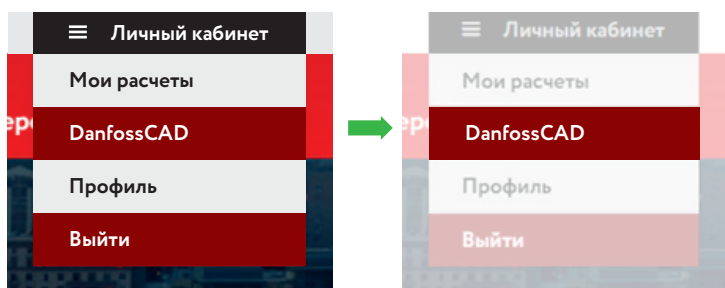 Личный кабинет
Мои расчеты
DanfossCAD
Профиль
Выйти
Личный кабинет
Мои расчеты
DanfossCAD
Профиль
Выйти